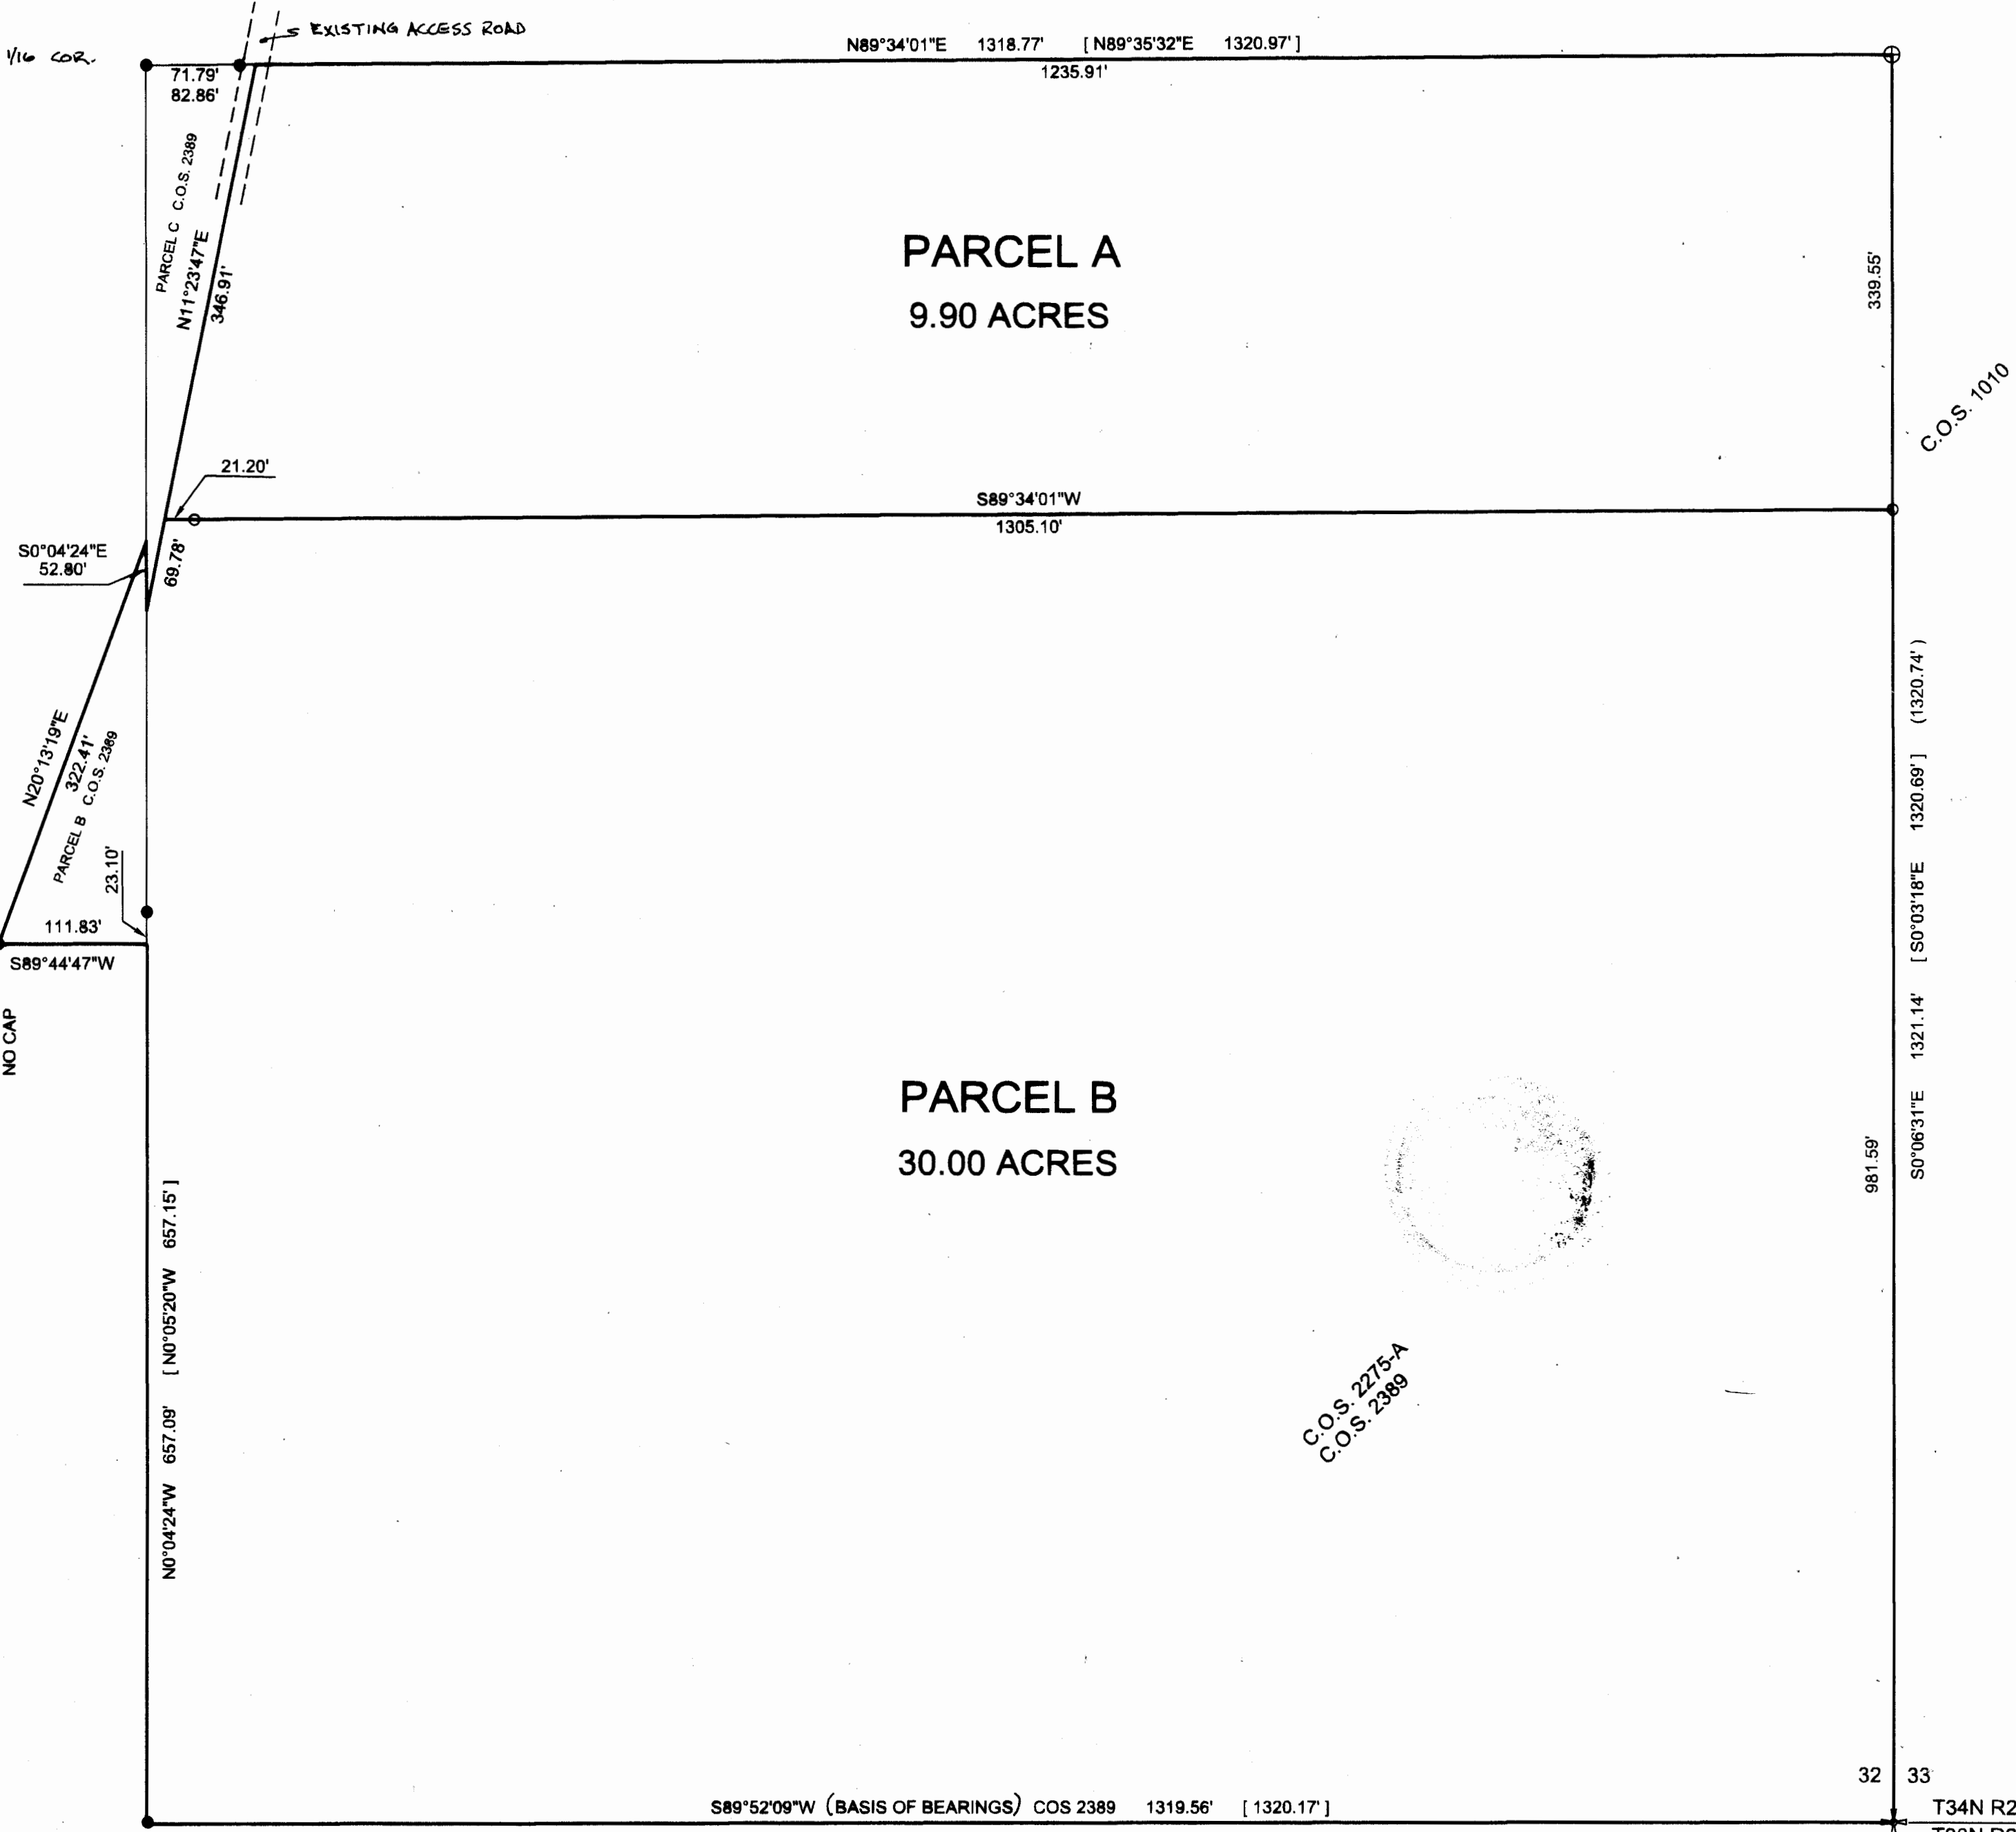 EXISTING ACCESS ROAD
1/16 COR.
N89°34'01"E 1318.77' [ N89°35'32"E 1320.97' ]
71.79'
82.86'
1235.91'
PARCEL C C.O.S. 2389
N11°23'47"E
346.91'
PARCEL A
9.90 ACRES
339.55'
C.O.S. 1010
21.20'
S89°34'01"W
1305.10'
S0°04'24"E
52.80'
69.78'
N20°13'19"E
322.41'
PARCEL B C.O.S. 2389
23.10'
111.83'
S89°44'47"W
NO CAP
S0°06'31"E 1321.14' [ S0°03'18"E 1320.69' ] (1320.74' )
PARCEL B
30.00 ACRES
981.59'
N0°04'24"W 657.09' [ N0°05'20"W 657.15' ]
C.O.S. 2275-A
C.O.S. 2389
32 33
S89°52'09"W (BASIS OF BEARINGS) COS 2389 1319.56' [ 1320.17' ]
T34N R2